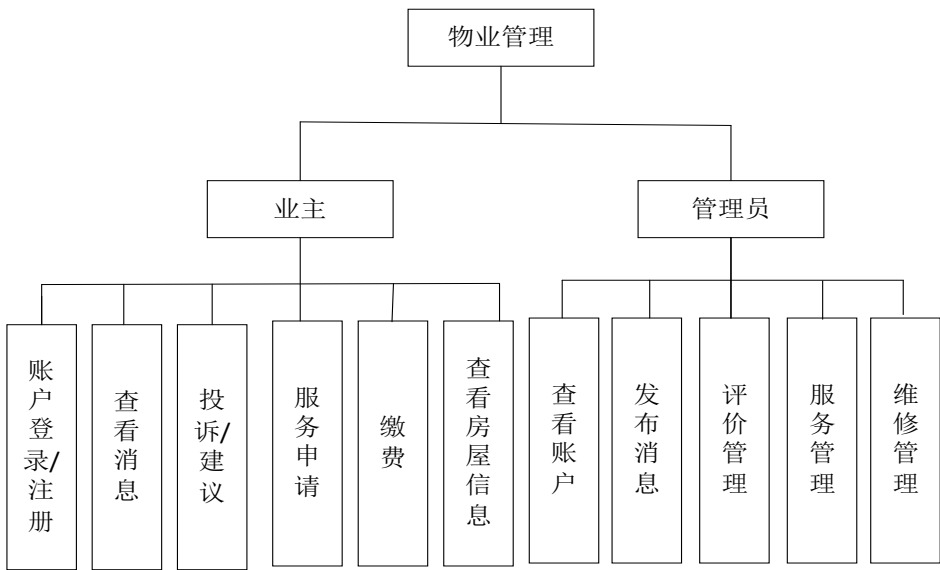 物业管理
业主
管理员
账户登录/注册
查看消息
投诉/建议
服务申请
缴费
查看房屋信息
查看账户
发布消息
评价管理
服务管理
维修管理